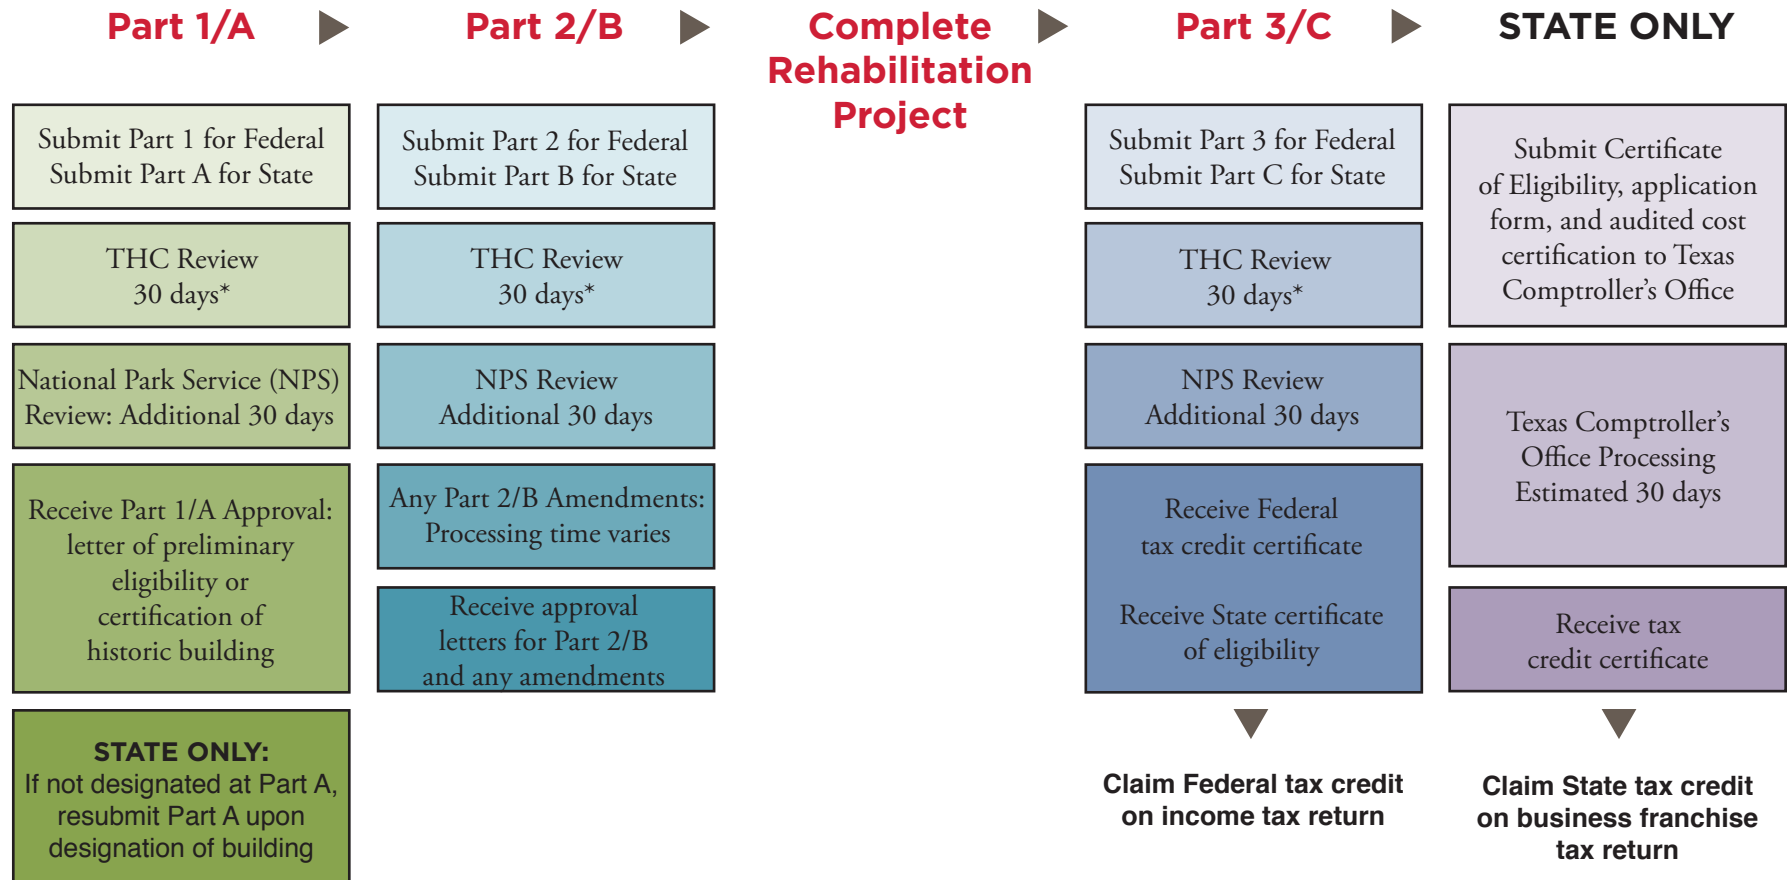 Part 1/A
Part 2/B
Complete
Rehabilitation
Project
Part 3/C
STATE ONLY
Submit Part 1 for Federal
Submit Part A for State
THC Review
30 days*
National Park Service (NPS)
Review: Additional 30 days
Receive Part 1/A Approval:
letter of preliminary
eligibility or
certification of
historic building
STATE ONLY:
If not designated at Part A,
resubmit Part A upon
designation of building
Submit Part 2 for Federal
Submit Part B for State
THC Review
30 days*
NPS Review
Additional 30 days
Any Part 2/B Amendments:
Processing time varies
Receive approval
letters for Part 2/B
and any amendments
Submit Part 3 for Federal
Submit Part C for State
THC Review
30 days*
NPS Review
Additional 30 days
Receive Federal
tax credit certificate
Receive State certificate
of eligibility
Claim Federal tax credit
on income tax return
Submit Certificate
of Eligibility, application
form, and audited cost
certification to Texas
Comptroller’s Office
Texas Comptroller’s
Office Processing
Estimated 30 days
Receive tax
credit certificate
Claim State tax credit
on business franchise
tax return